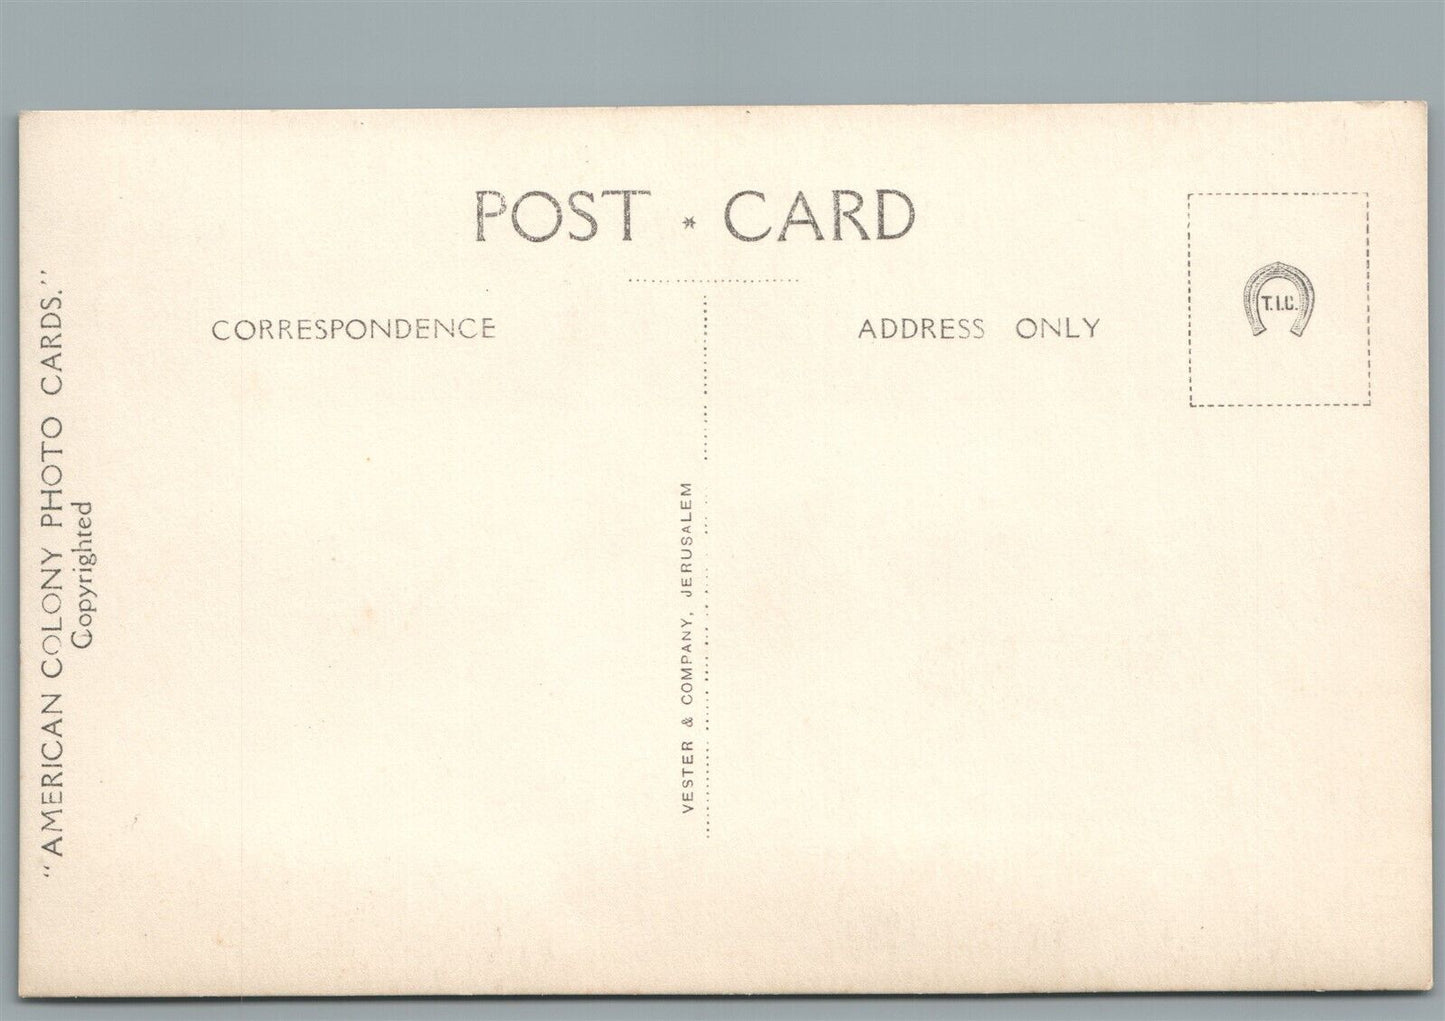 POST * CARD
CORRESPONDENCE
ADDRESS ONLY
T.I.C.
"AMERICAN COLONY PHOTO CARDS."
Copyrighted
VESTER & COMPANY, JERUSALEM